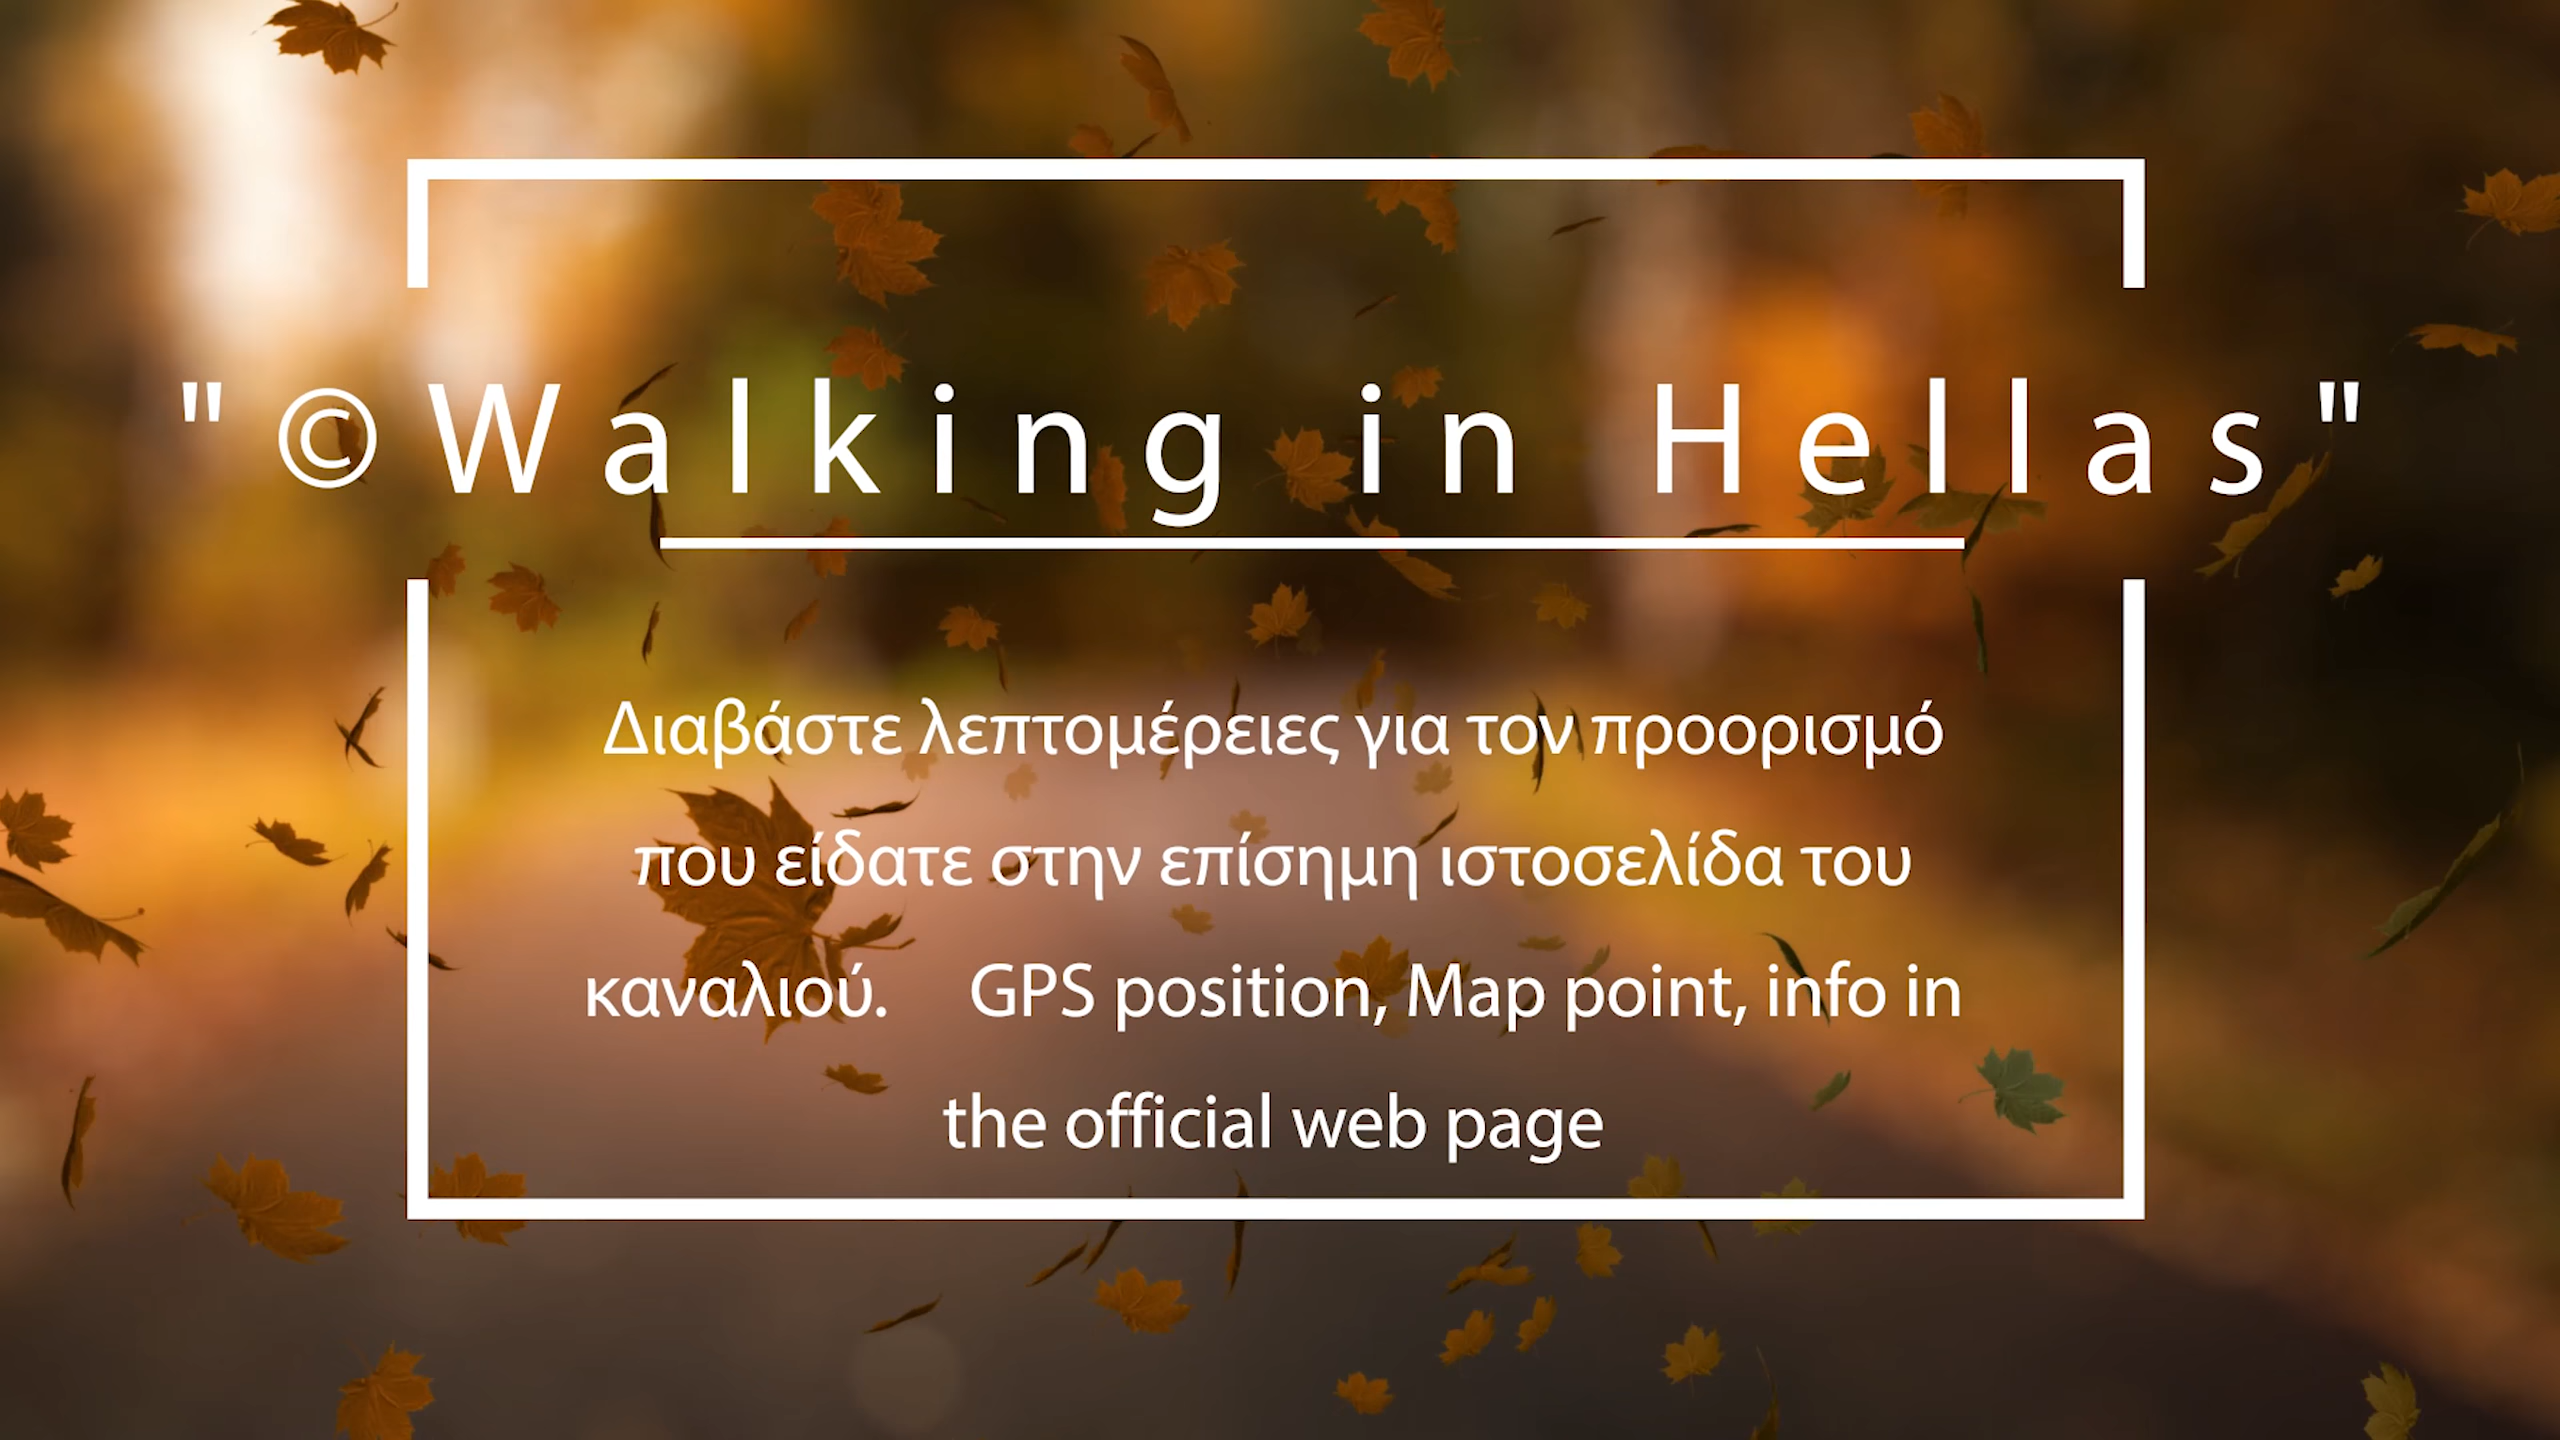 "©Walking in Hellas"
Διαβάστε λεπτομέρειες για τον προορισμό
που είδατε στην επίσημη ιστοσελίδα του
καναλιού. GPS position, Map point, info in
the official web page